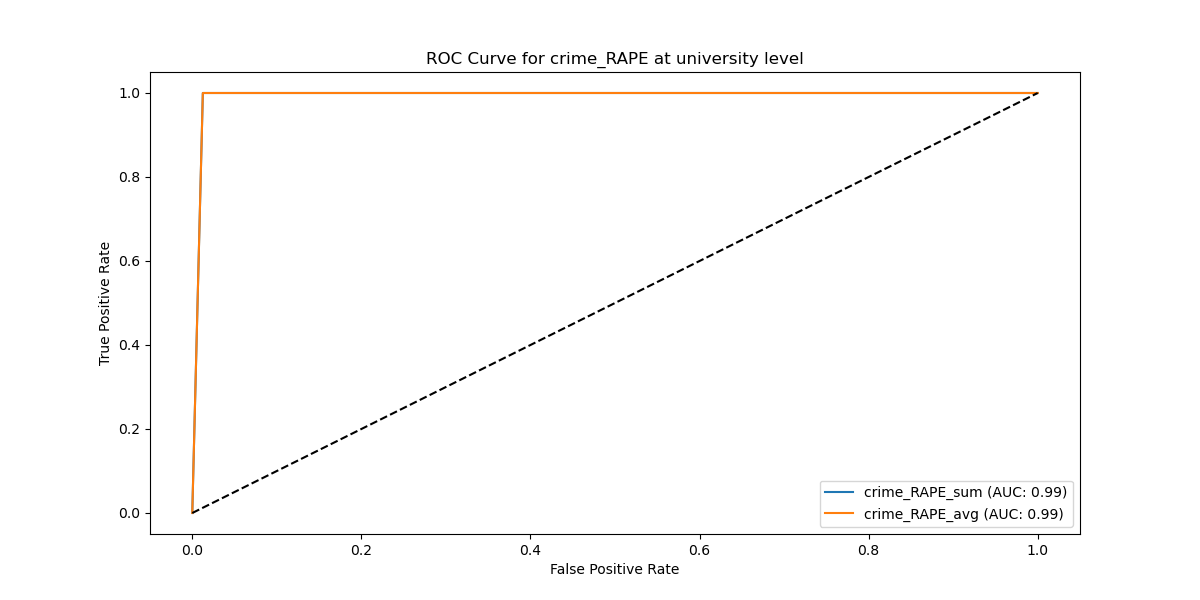 ROC Curve for crime_RAPE at university level
True Positive Rate
1.0
0.8
0.6
0.4
0.2
0.0
0.0 0.2 0.4 0.6 0.8 1.0
False Positive Rate
crime_RAPE_sum (AUC: 0.99)
crime_RAPE_avg (AUC: 0.99)